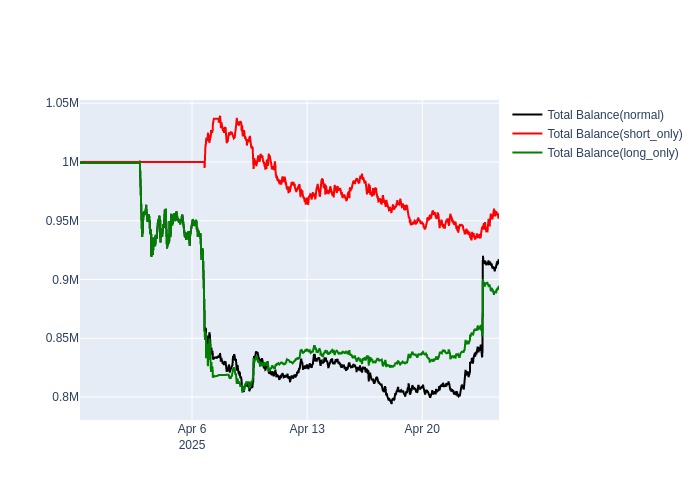 1.05M
1M
0.95M
0.9M
0.85M
0.8M
Apr 6
2025
Apr 13
Apr 20
Total Balance(normal)
Total Balance(short_only)
Total Balance(long_only)